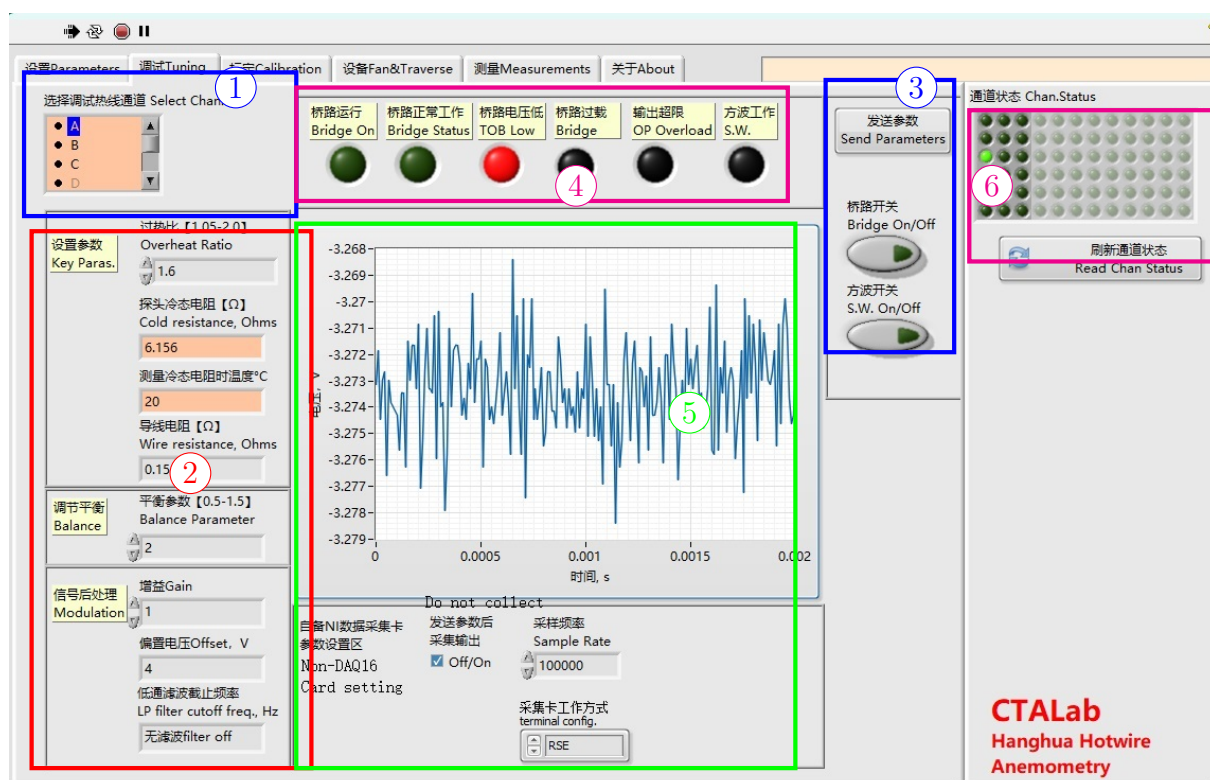 设置Parameters
调试Tuning
标定Calibration
设备Fan&Traverse
测量Measurements
关于About
选择调试热线通道 Select Chan.
1
A
B
C
D
桥路运行
Bridge On
桥路正常工作
Bridge Status
桥路电压低
TOB Low
桥路过载
Bridge
输出超限
OP Overload
方波工作
S.W.
4
3
发送参数
Send Parameters
桥路开关
Bridge On/Off
方波开关
S.W. On/Off
通道状态 Chan.Status
6
刷新通道状态
Read Chan Status
设置参数
Key Paras.
过热比【1.05-2.0】
Overheat Ratio
1.6
探头冷态电阻【Ω】
Cold resistance, Ohms
6.156
测量冷态电阻时温度°C
20
导线电阻【Ω】
Wire resistance, Ohms
0.15
2
调节平衡
Balance
平衡参数【0.5-1.5】
Balance Parameter
2
信号后处理
Modulation
增益Gain
1
偏置电压Offset, V
4
低通滤波截止频率
LP filter cutoff freq., Hz
无滤波filter off
-3.268
-3.269
-3.27
-3.271
-3.272
-3.273
-3.274
-3.275
-3.276
-3.277
-3.278
-3.279
电压, V
5
0
0.0005
0.001
0.0015
0.002
时间, s
Do not collect
自备NI数据采集卡
参数设置区
Non-DAQ16
Card setting
发送参数后
采集输出
Off/On
采样频率
Sample Rate
100000
采集卡工作方式
terminal config.
RSE
CTALab
Hanghua Hotwire
Anemometry